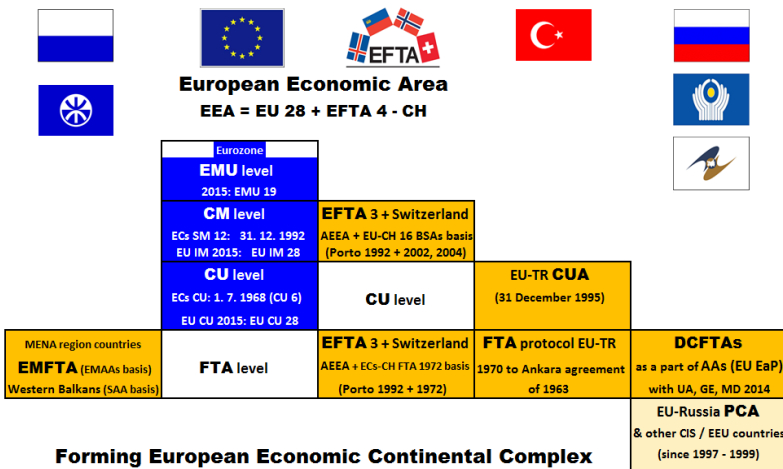 EFTA
European Economic Area
EEA = EU 28 + EFTA 4 - CH
Eurozone
EMU level
2015: EMU 19
CM level
ECs SM 12: 31. 12. 1992
EU IM 2015: EU IM 28
EFTA 3 + Switzerland
AEEA + EU-CH 16 BSAs basis
(Porto 1992 + 2002, 2004)
CU level
ECs CU: 1. 7. 1968 (CU 6)
EU CU 2015: EU CU 28
CU level
EU-TR CUA
(31 December 1995)
MENA region countries
EMFTA (EMAAs basis)
Western Balkans (SAA basis)
FTA level
EFTA 3 + Switzerland
AEEA + ECs-CH FTA 1972 basis
(Porto 1992 + 1972)
FTA protocol EU-TR
1970 to Ankara agreement
of 1963
DCFTAs
as a part of AAs (EU EaP)
with UA, GE, MD 2014
EU-Russia PCA
& other CIS / EEU countries
(since 1997 - 1999)
Forming European Economic Continental Complex